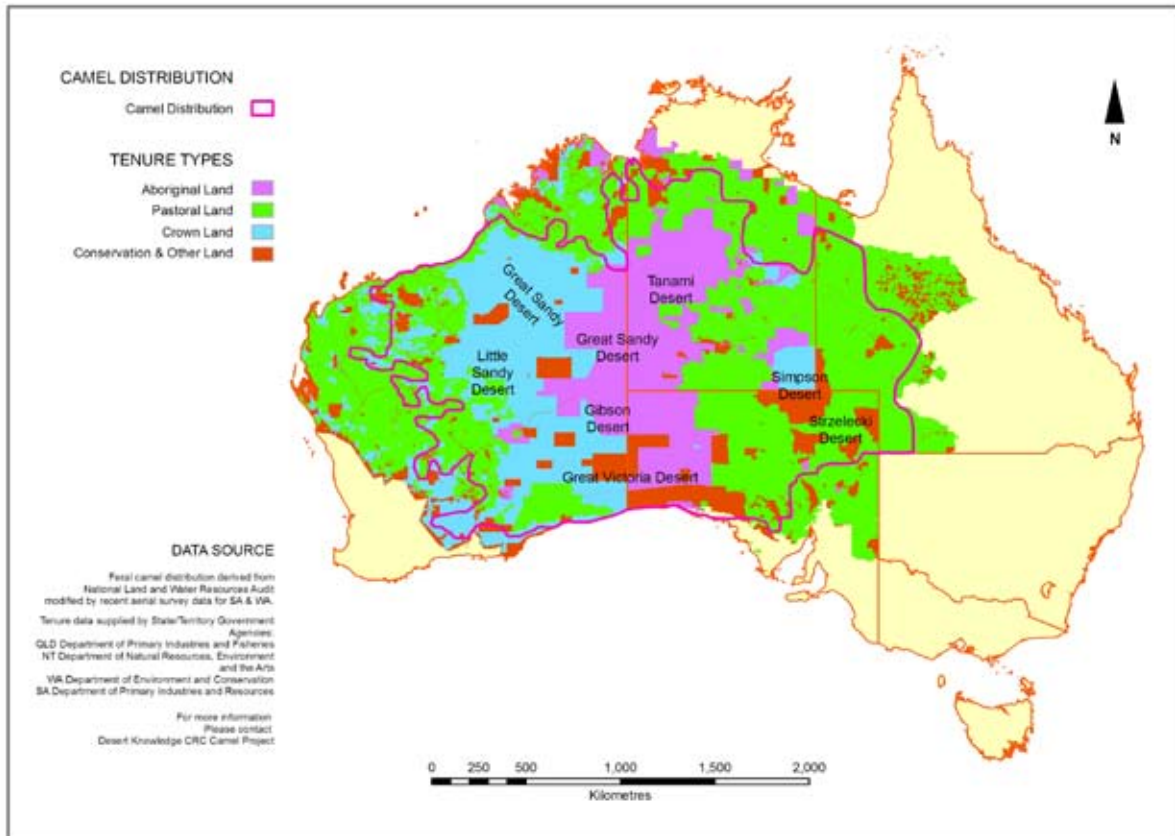 CAMEL DISTRIBUTION
Camel Distribution
TENURE TYPES
Aboriginal Land
Pastoral Land
Crown Land
Conservation & Other Land
N
Great Sandy
Desert
Tanami
Desert
Little
Sandy
Desert
Great Sandy
Desert
Simpson
Desert
Gibson
Desert
Strzelecki
Desert
Great Victoria Desert
DATA SOURCE
Feral camel distribution derived from
National Land and Water Resources Audit
modified by recent aerial survey data for SA & WA.
Tenure data supplied by State/Territory Government
Agencies:
QLD Department of Primary Industries and Fisheries
NT Department of Natural Resources, Environment
and the Arts
WA Department of Environment and Conservation
SA Department of Primary Industries and Resources
For more information
Please contact
Desert Knowledge CRC Camel Project
0 250 500 1,000 1,500 2,000
Kilometres